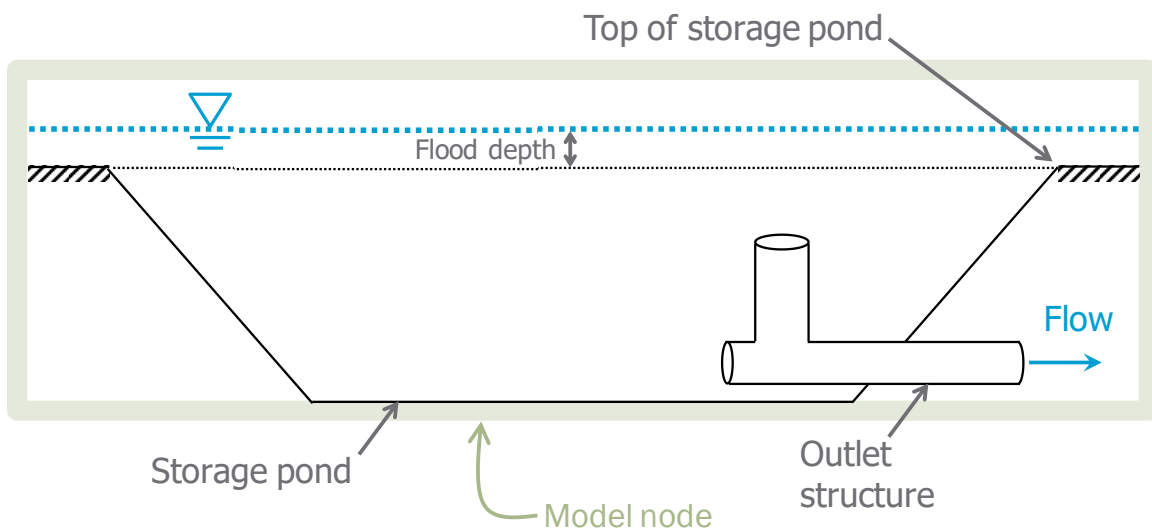 Top of storage pond
Flood depth
Flow
Storage pond
Outlet
structure
Model node